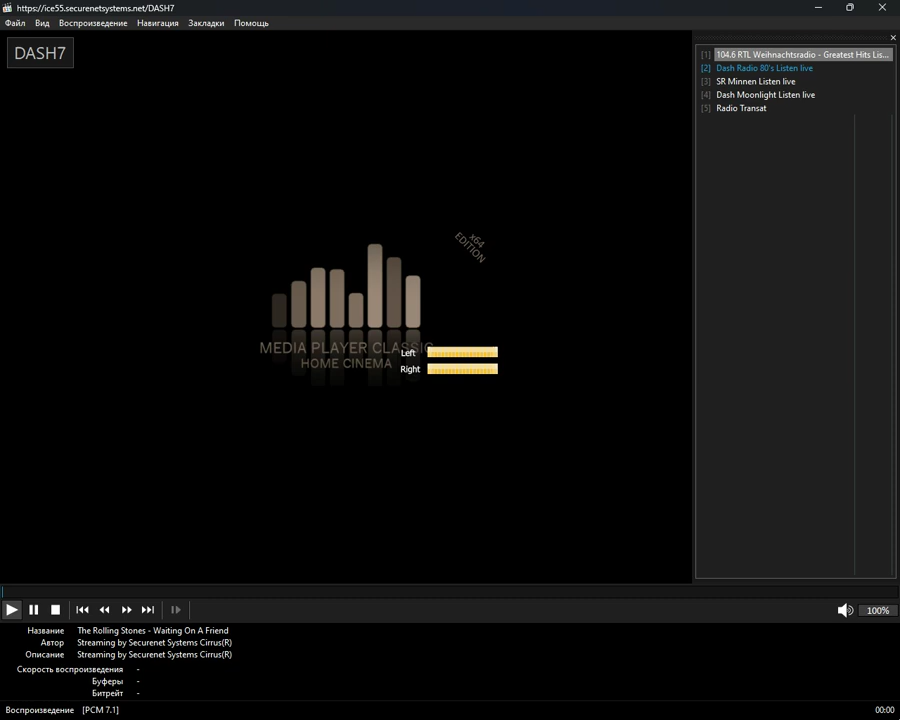 https://ice55.securenetsystems.net/DASH7
Файл Вид Воспроизведение Навигация Закладки Помощь
DASH7
[1] 104.6 RTL Weihnachtsradio - Greatest Hits Lis...
[2] Dash Radio 80's Listen live
[3] SR Minnen Listen live
[4] Dash Moonlight Listen live
[5] Radio Transat
x64
EDITION
MEDIA PLAYER CLASSIC
HOME CINEMA
Left
Right
100%
Название The Rolling Stones - Waiting On A Friend
Автор Streaming by Securenet Systems Cirrus(R)
Описание Streaming by Securenet Systems Cirrus(R)
Скорость воспроизведения -
Буферы -
Битрейт -
Воспроизведение [PCM 7.1] 00:00